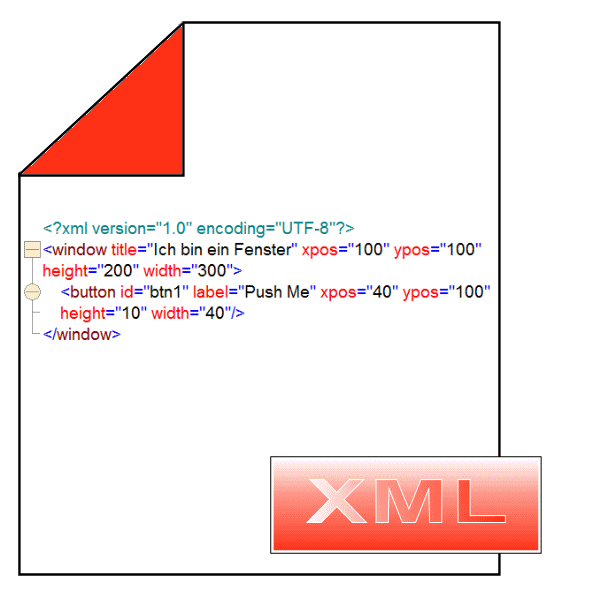 <?xml version="1.0" encoding="UTF-8"?>
<window title="Ich bin ein Fenster" xpos="100" ypos="100"
height="200" width="300">
<button id="btn1" label="Push Me" xpos="40" ypos="100"
height="10" width="40"/>
</window>
XML